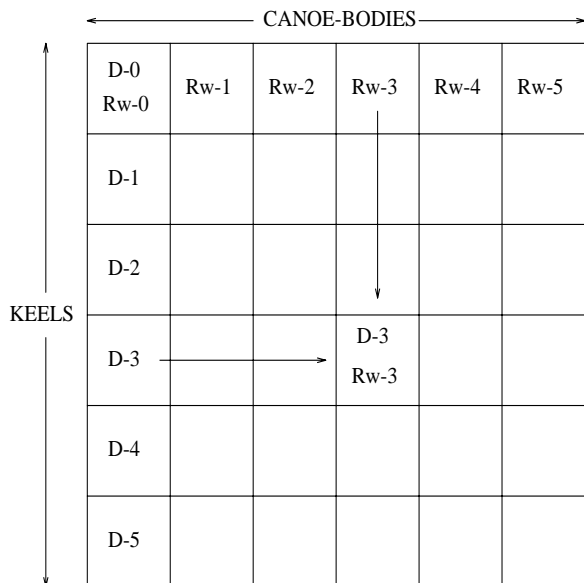 CANOE-BODIES
D-0
Rw-0
Rw-1
Rw-2
Rw-3
Rw-4
Rw-5
D-1
D-2
KEELS
D-3
D-3
Rw-3
D-4
D-5